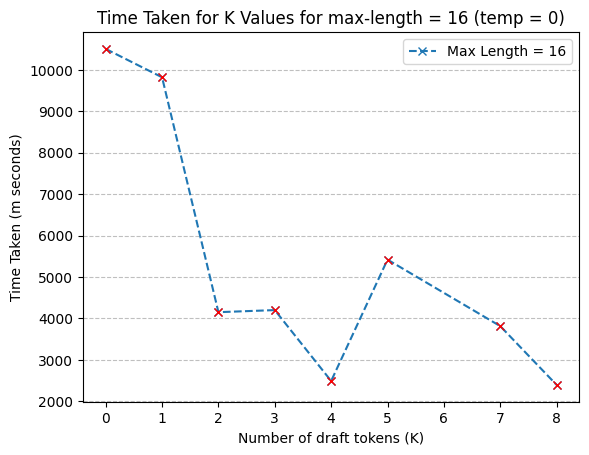 Time Taken for K Values for max-length = 16 (temp = 0)
Max Length = 16
10000
9000
8000
7000
6000
5000
4000
3000
2000
Time Taken (m seconds)
0 1 2 3 4 5 6 7 8
Number of draft tokens (K)